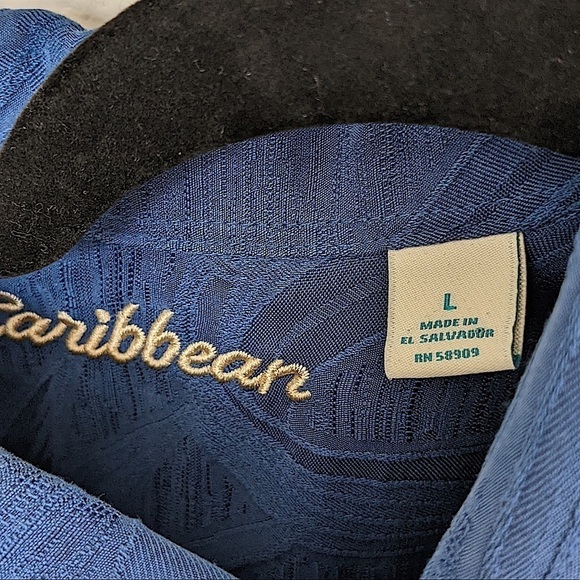 Caribbean
L
MADE IN
EL SALVADOR
RN 58909